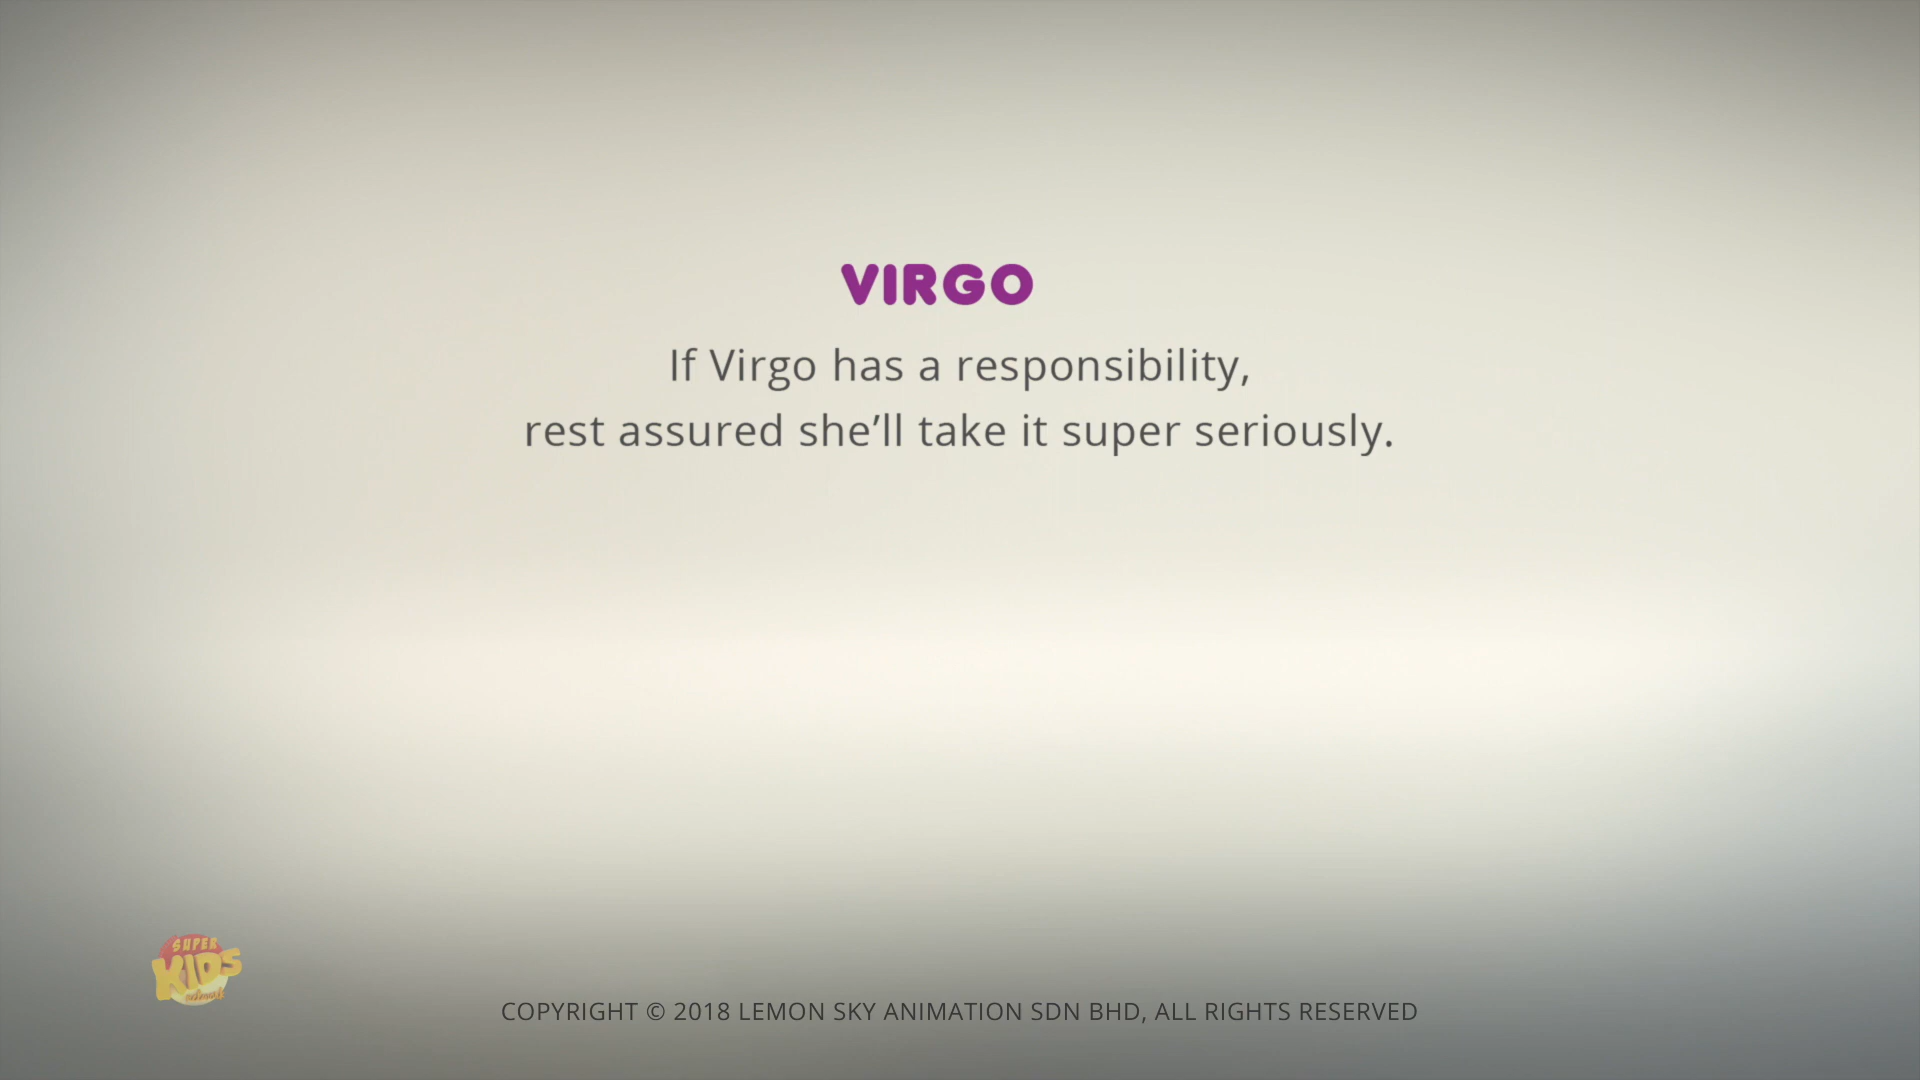 VIRGO
If Virgo has a responsibility,
rest assured she’ll take it super seriously.
SUPER
KIDS
network
COPYRIGHT © 2018 LEMON SKY ANIMATION SDN BHD, ALL RIGHTS RESERVED